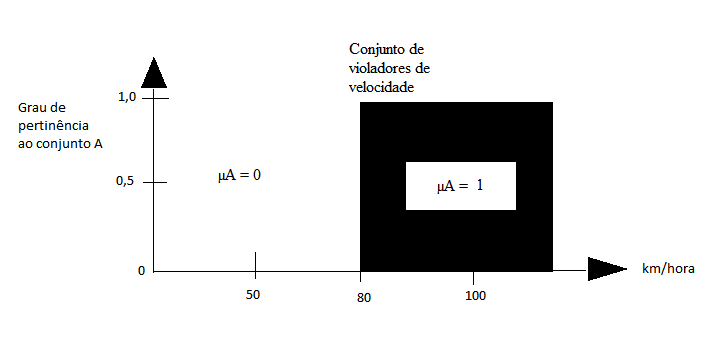 Conjunto de
violadores de
velocidade
1,0
Grau de
pertinência
ao conjunto A
0,5
µA = 0
µA = 1
0
km/hora
50
80
100